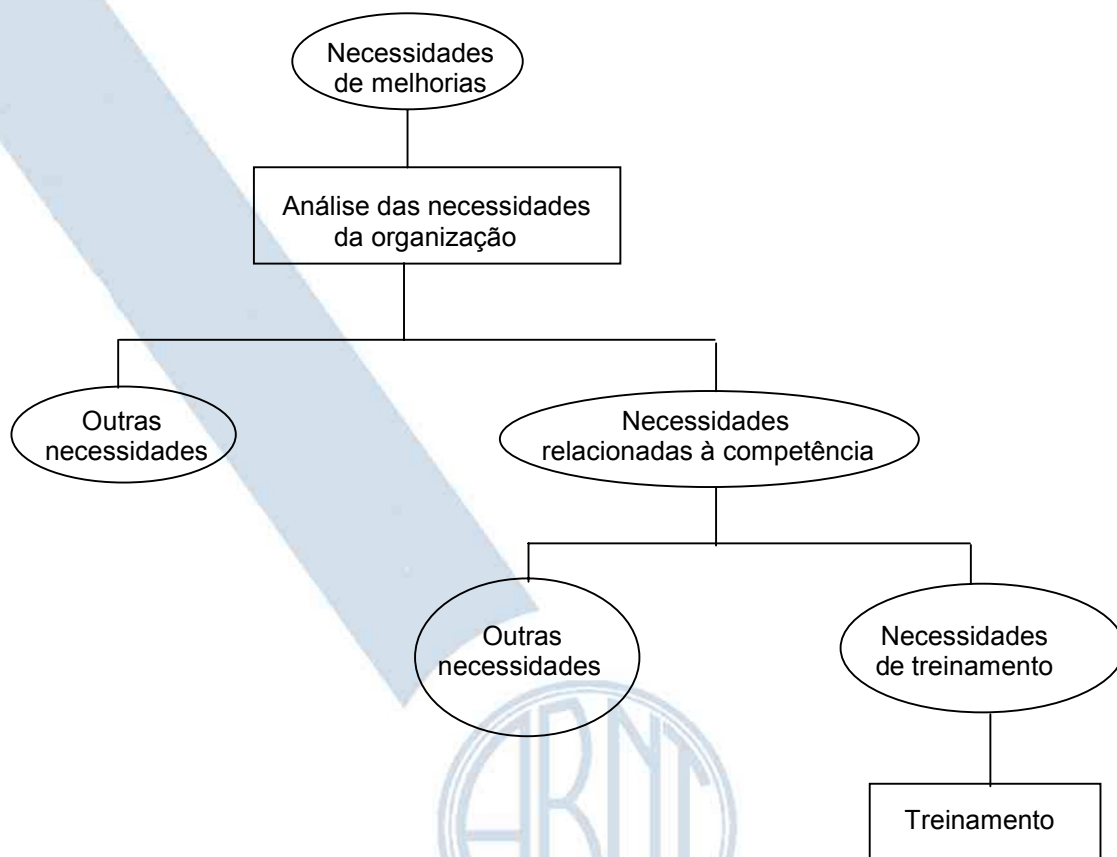 Necessidades
de melhorias
Análise das necessidades
da organização
Outras
necessidades
Necessidades
relacionadas à competência
Outras
necessidades
Necessidades
de treinamento
ABNT
Treinamento